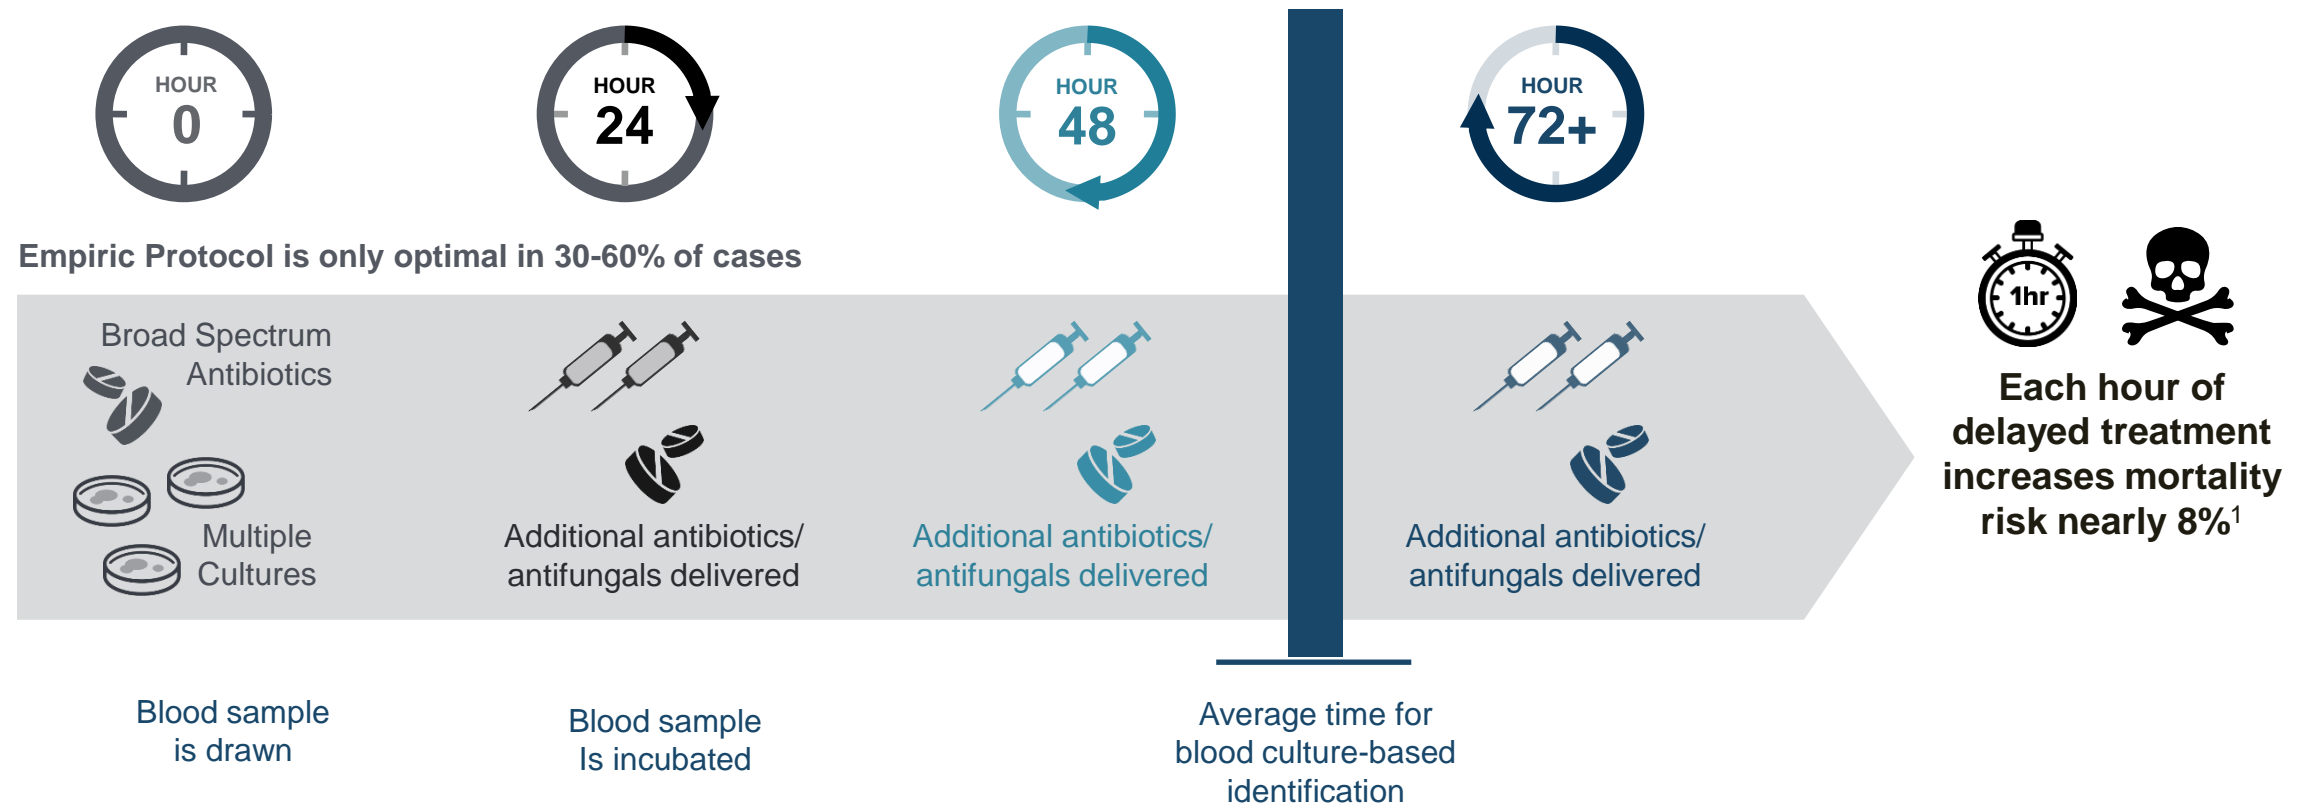 HOUR
0
HOUR
24
HOUR
48
HOUR
72+
Empiric Protocol is only optimal in 30-60% of cases
Broad Spectrum
Antibiotics
Multiple
Cultures
Additional antibiotics/
antifungals delivered
Additional antibiotics/
antifungals delivered
Additional antibiotics/
antifungals delivered
1hr
Each hour of
delayed treatment
increases mortality
risk nearly 8%¹
Blood sample
is drawn
Blood sample
Is incubated
Average time for
blood culture-based
identification